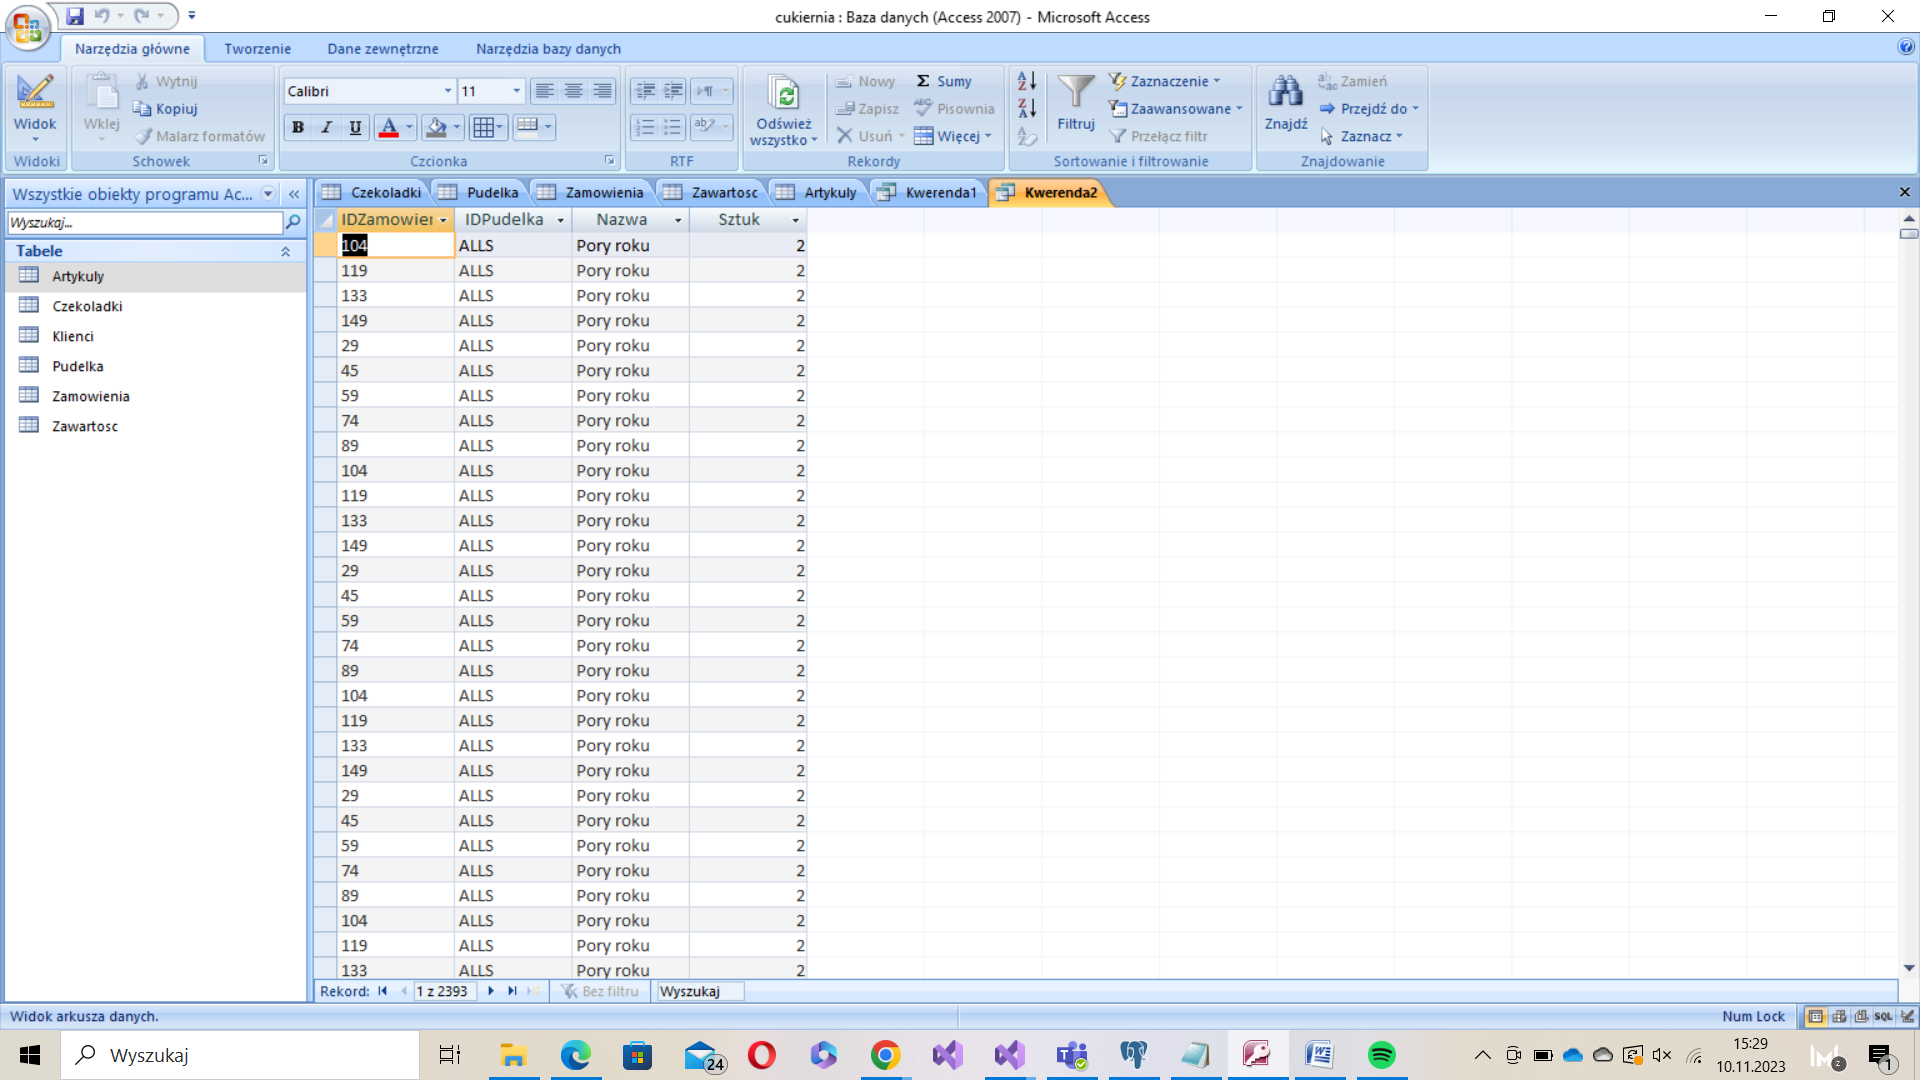 cukiernia : Baza danych (Access 2007) - Microsoft Access
Narzędzia główne Tworzenie Dane zewnętrzne Narzędzia bazy danych
Widok
Widoki
Wklej
Wytnij
Kopiuj
Malarz formatów
Schowek
Calibri 11
B I U A
Czcionka
RTF
Odśwież wszystko
Nowy
Zapisz
Usuń
Σ Sumy
Pisownia
Więcej
Rekordy
Filtruj
Zaznaczenie
Zaawansowane
Przełącz filtr
Sortowanie i filtrowanie
Znajdź
Zamień
Przejdź do
Zaznacz
Znajdowanie
Wszystkie obiekty programu Ac...
Wyszukaj...
Tabele
Artykuly
Czekoladki
Klienci
Pudelka
Zamowienia
Zawartosc
Czekoladki Pudelka Zamowienia Zawartosc Artykuly Kwerenda1 Kwerenda2
IDZamowier IDPudelka Nazwa Sztuk
104 ALLS Pory roku 2
119 ALLS Pory roku 2
133 ALLS Pory roku 2
149 ALLS Pory roku 2
29 ALLS Pory roku 2
45 ALLS Pory roku 2
59 ALLS Pory roku 2
74 ALLS Pory roku 2
89 ALLS Pory roku 2
104 ALLS Pory roku 2
119 ALLS Pory roku 2
133 ALLS Pory roku 2
149 ALLS Pory roku 2
29 ALLS Pory roku 2
45 ALLS Pory roku 2
59 ALLS Pory roku 2
74 ALLS Pory roku 2
89 ALLS Pory roku 2
104 ALLS Pory roku 2
119 ALLS Pory roku 2
133 ALLS Pory roku 2
149 ALLS Pory roku 2
29 ALLS Pory roku 2
45 ALLS Pory roku 2
59 ALLS Pory roku 2
74 ALLS Pory roku 2
89 ALLS Pory roku 2
104 ALLS Pory roku 2
119 ALLS Pory roku 2
133 ALLS Pory roku 2
Rekord: 1 z 2393 Bez filtru Wyszukaj
Widok arkusza danych. Num Lock SQL
Wyszukaj 24 15:29
10.11.2023 2 1